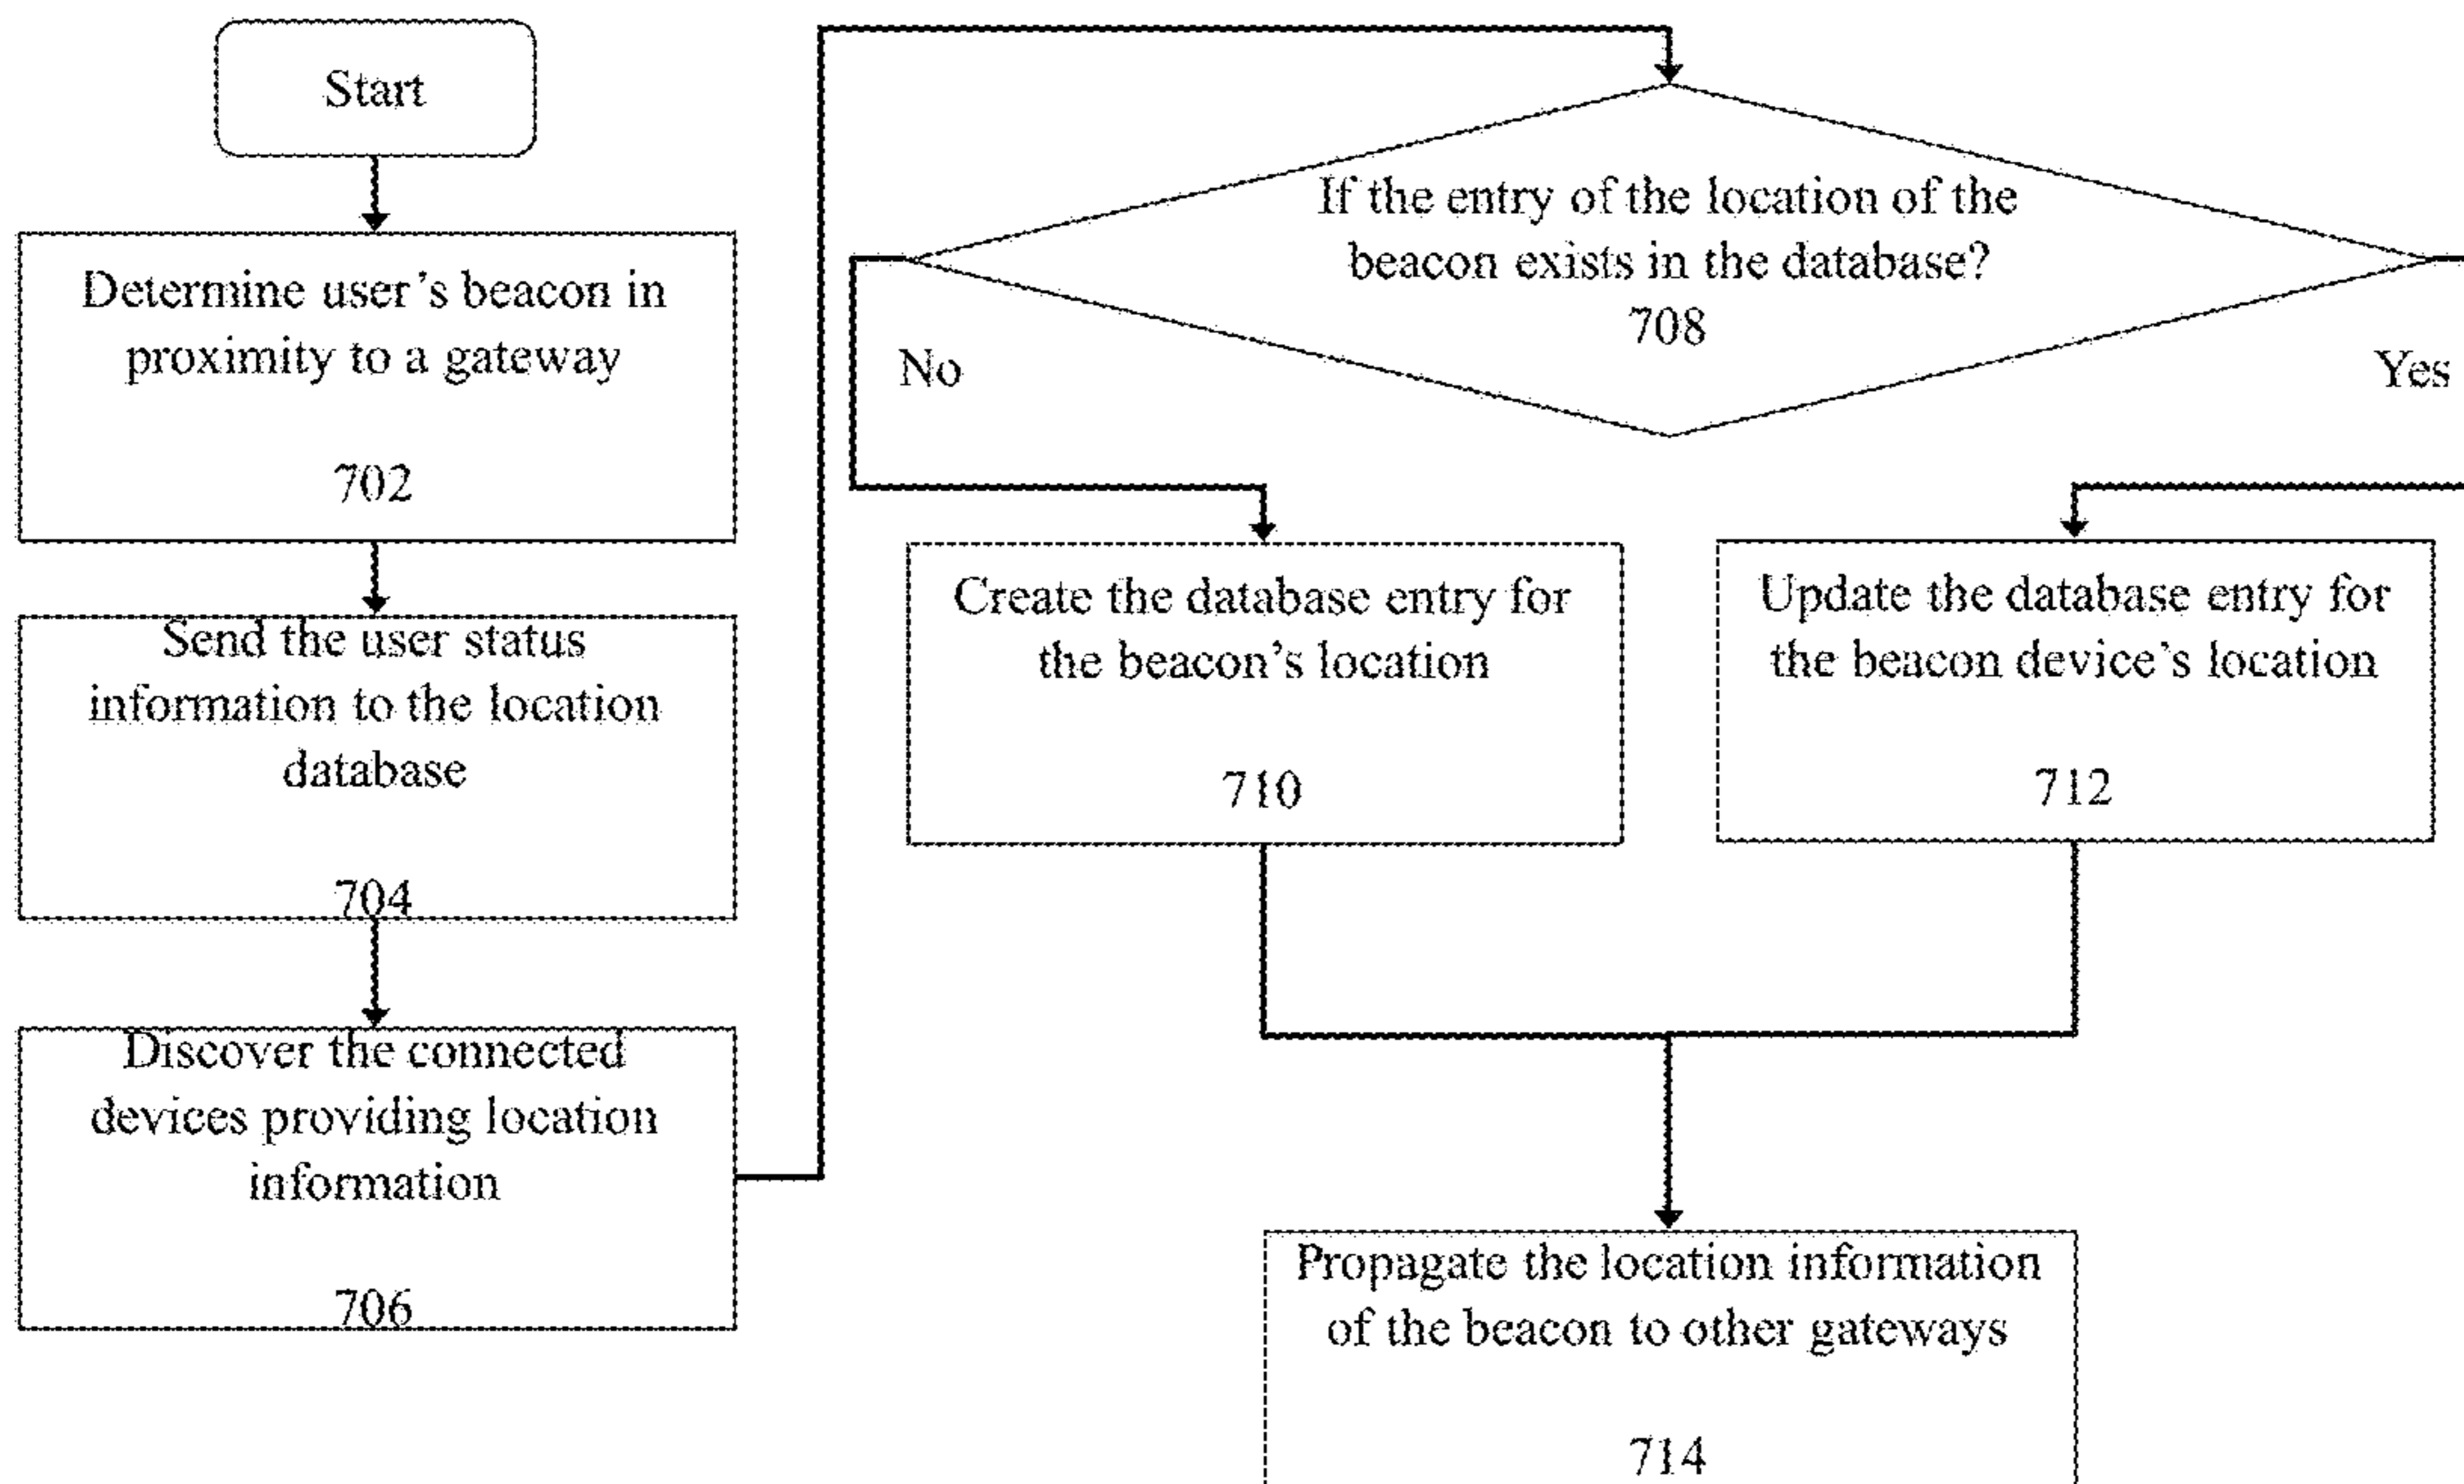 Start
Determine user's beacon in
proximity to a gateway
702
Send the user status
information to the location
database
704
Discover the connected
devices providing location
information
706
If the entry of the location of the
beacon exists in the database?
708
No
Yes
Create the database entry for
the beacon's location
710
Update the database entry for
the beacon device's location
712
Propagate the location information
of the beacon to other gateways
714